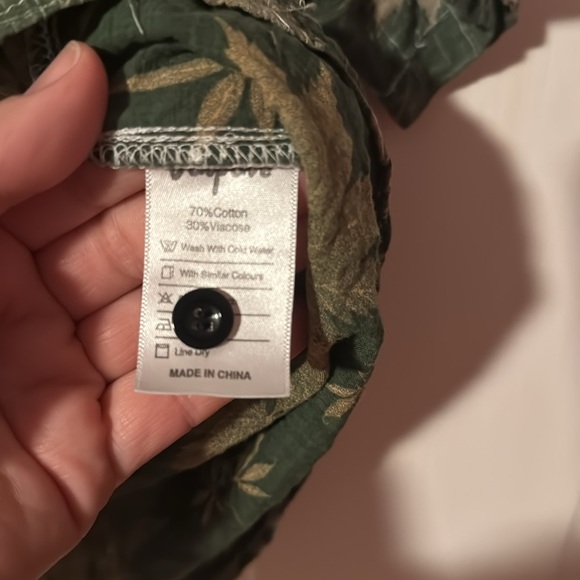 70%Cotton
30%Viscose
Wash With Cold Water
With Similar Colours
Line Dry
MADE IN CHINA